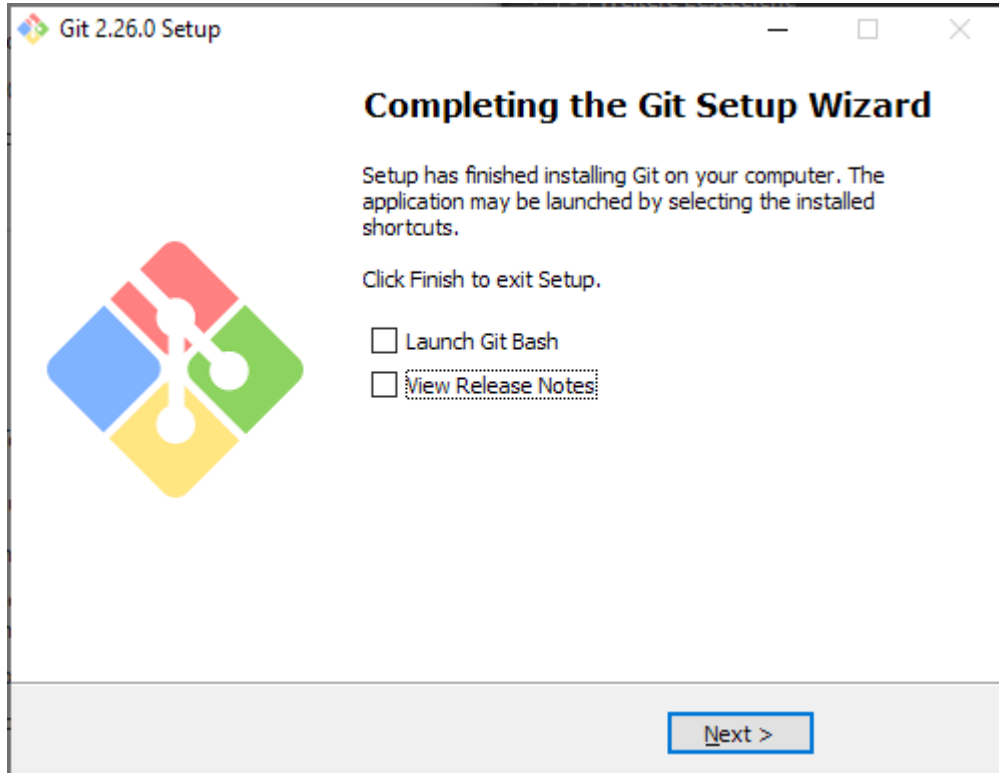 Git 2.26.0 Setup
Completing the Git Setup Wizard
Setup has finished installing Git on your computer. The
application may be launched by selecting the installed
shortcuts.
Click Finish to exit Setup.
Launch Git Bash
View Release Notes
Next >